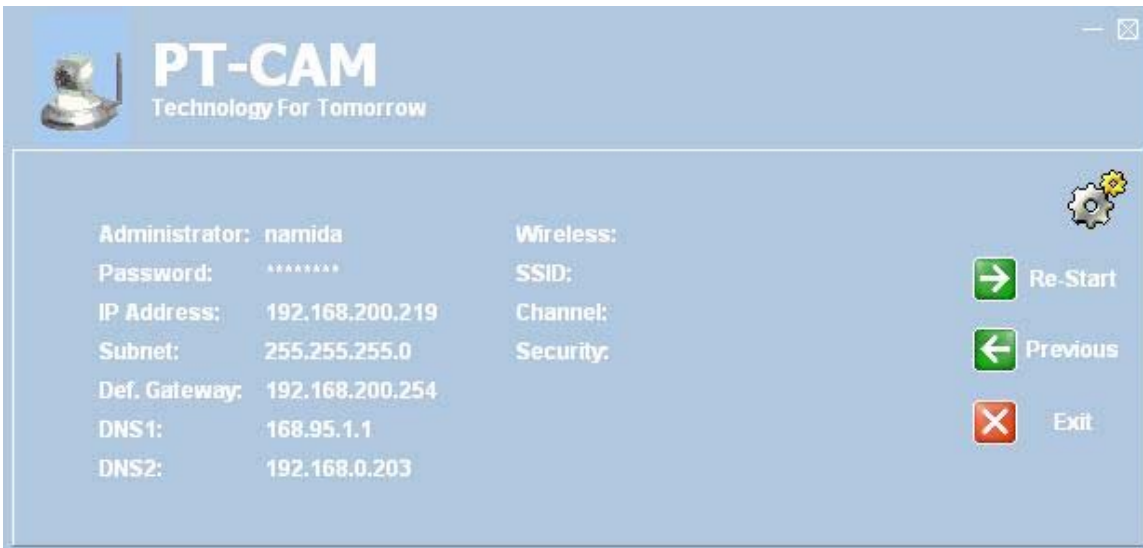 PT-CAM
Technology For Tomorrow
Administrator: namida
Password: ********
IP Address: 192.168.200.219
Subnet: 255.255.255.0
Def. Gateway: 192.168.200.254
DNS1: 168.95.1.1
DNS2: 192.168.0.203
Wireless:
SSID:
Channel:
Security:
Re-Start
Previous
Exit